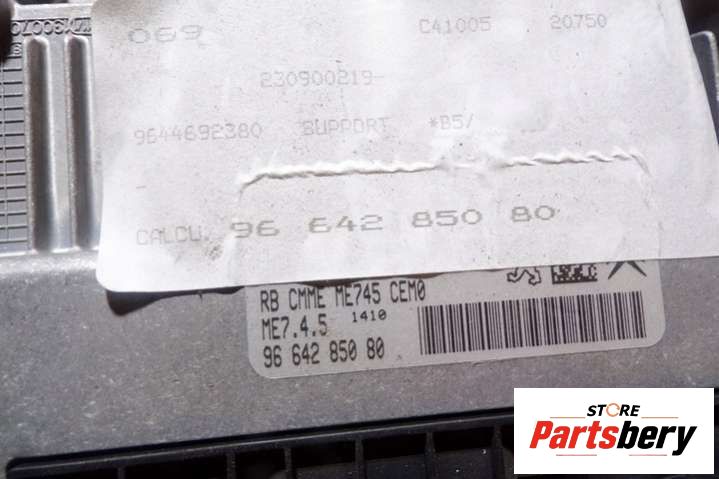 069 C41005 20750
230900219-
9644692380 SUPPORT *B5/
-
CALCU. 96 642 850 80
RB CMME ME745 CEM0
ME7.4.5 1410
96 642 850 80
STORE
Partsbery